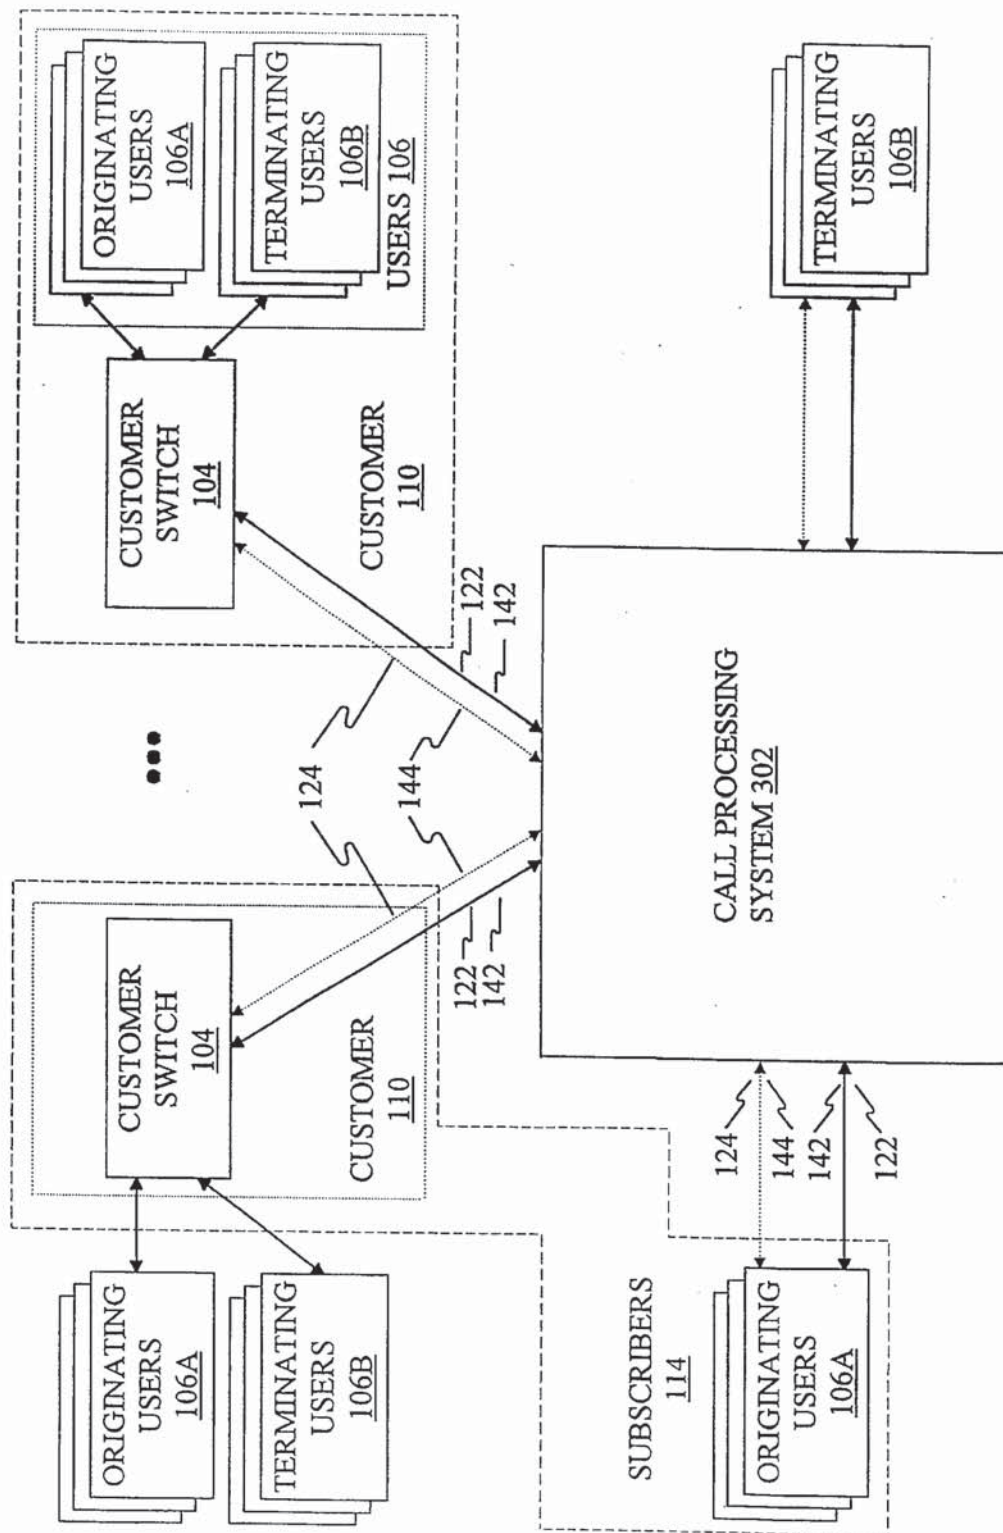 ORIGINATING
USERS
106A
TERMINATING
USERS
106B
CUSTOMER
SWITCH
104
CUSTOMER
110
CUSTOMER
SWITCH
104
CUSTOMER
110
ORIGINATING
USERS
106A
TERMINATING
USERS
106B
USERS 106
124
144
122
142
122
142
SUBSCRIBERS
114
ORIGINATING
USERS
106A
124
144
142
122
CALL PROCESSING
SYSTEM 302
TERMINATING
USERS
106B